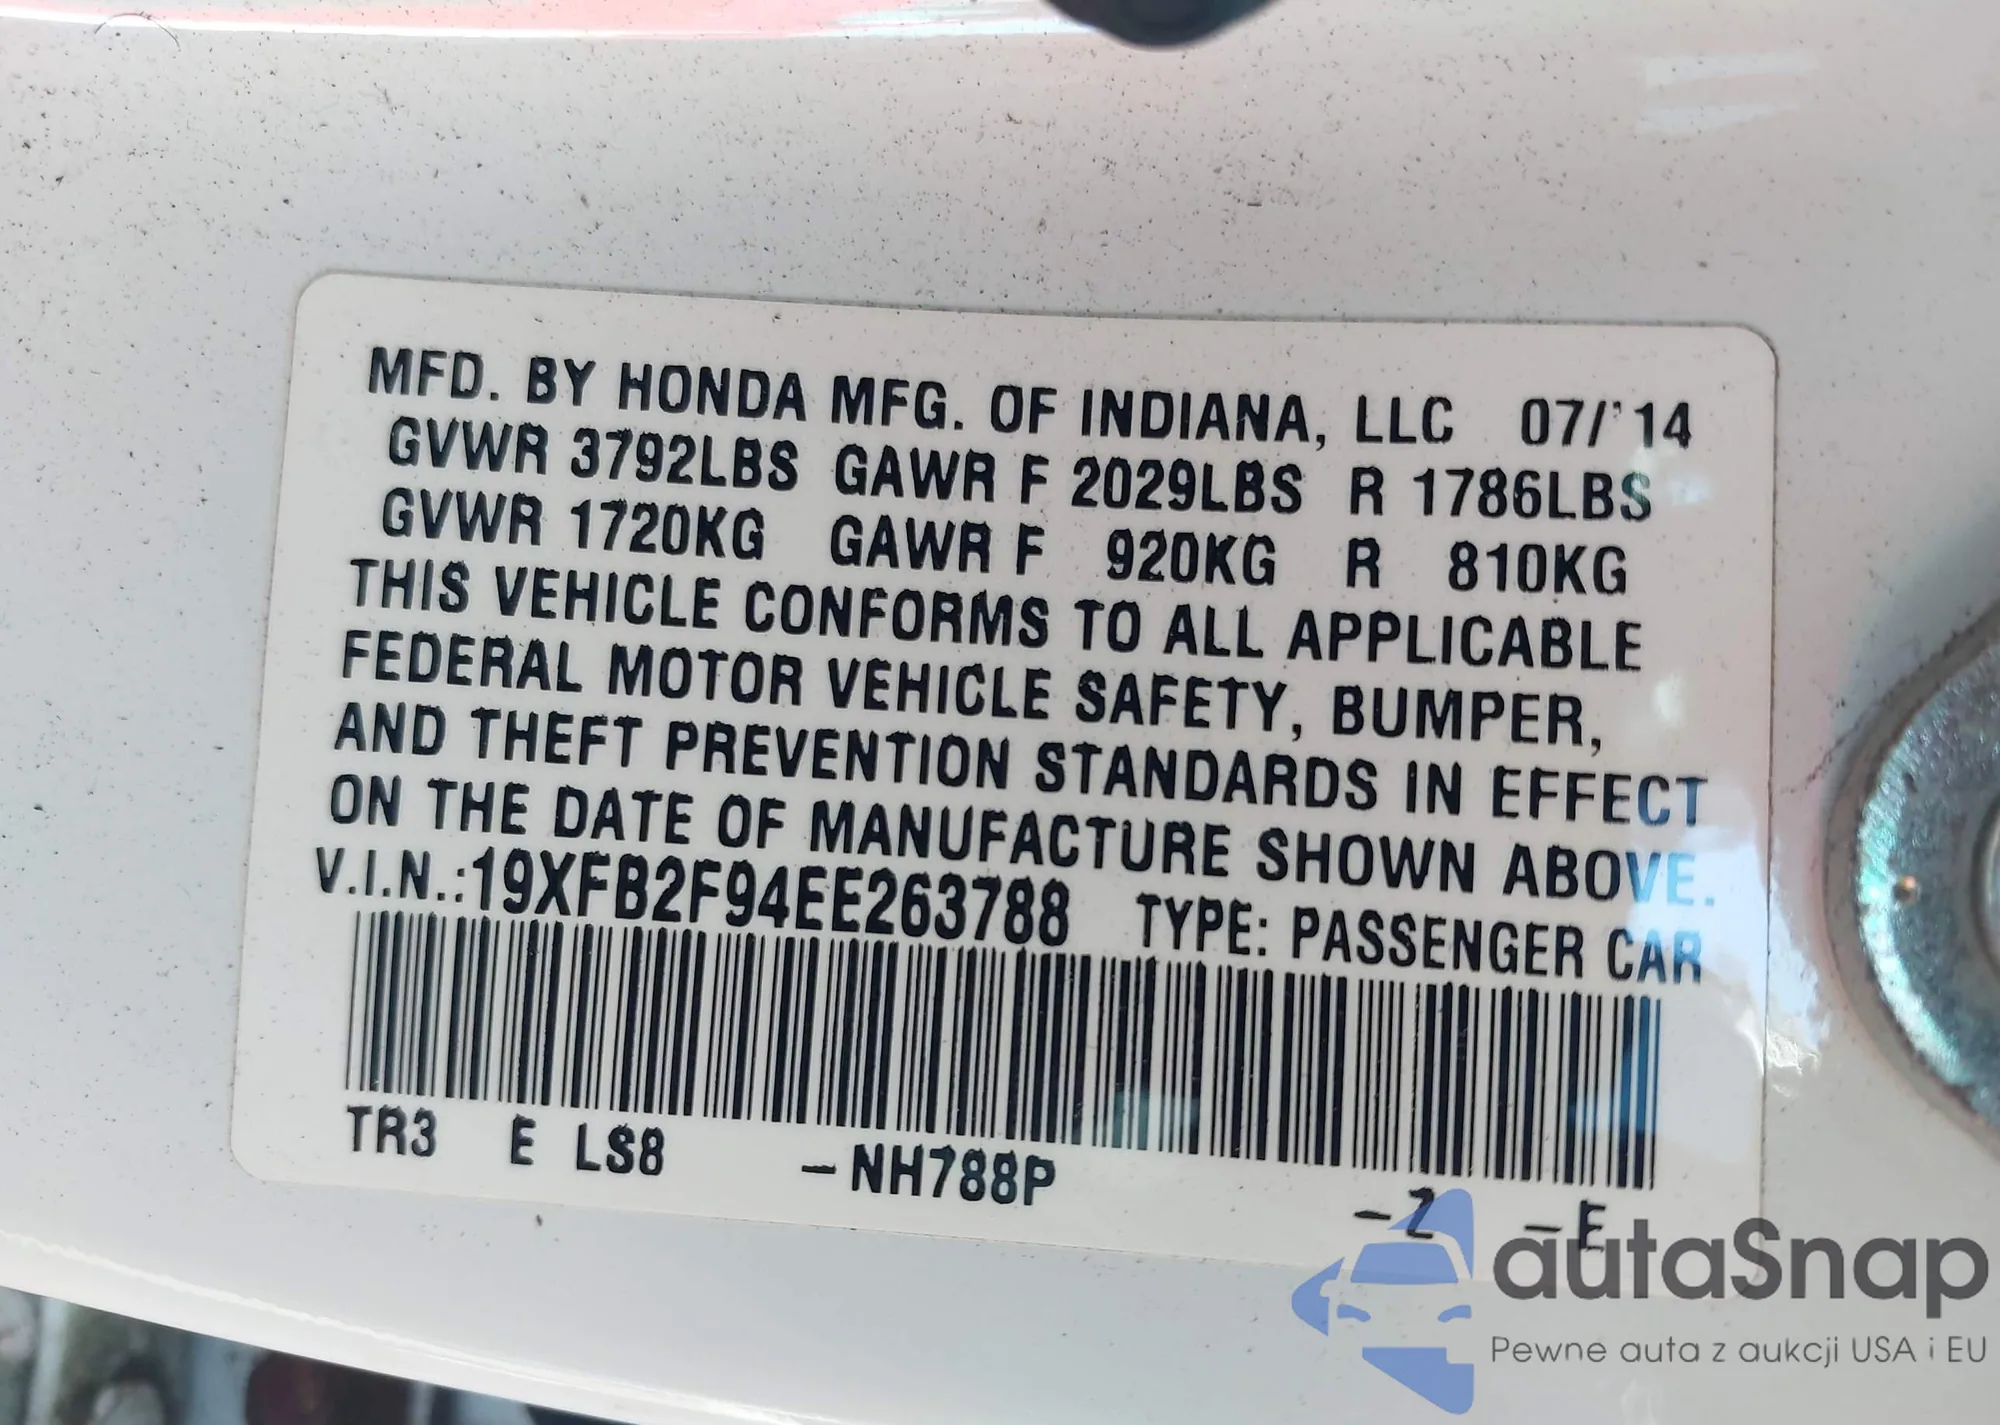 MFD. BY HONDA MFG. OF INDIANA, LLC 07/'14
GVWR 3792LBS GAWR F 2029LBS R 1786LBS
GVWR 1720KG GAWR F 920KG R 810KG
THIS VEHICLE CONFORMS TO ALL APPLICABLE
FEDERAL MOTOR VEHICLE SAFETY, BUMPER,
AND THEFT PREVENTION STANDARDS IN EFFECT
ON THE DATE OF MANUFACTURE SHOWN ABOVE.
V.I.N.:19XFB2F94EE263788 TYPE: PASSENGER CAR
TR3 E LS8 -NH788P -Z -E
autaSnap
Pewne auta z aukcji USA i EU